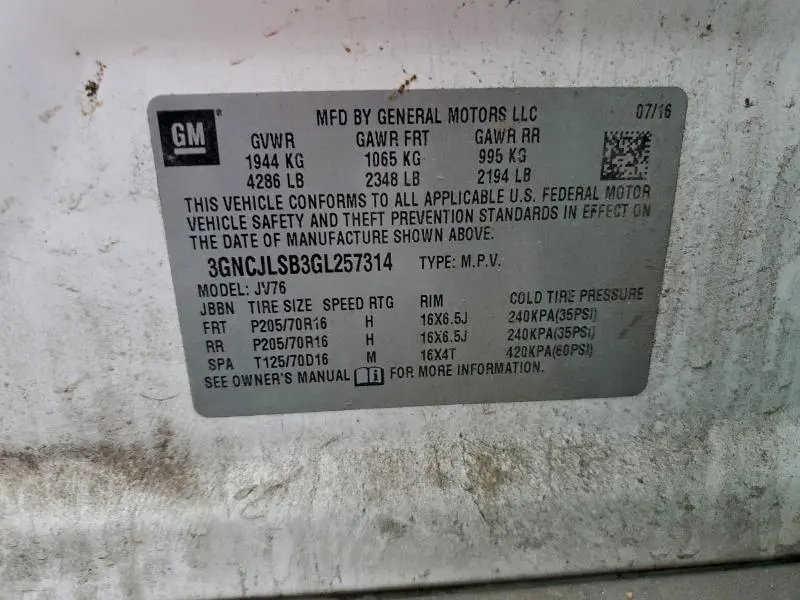 GM
MFD BY GENERAL MOTORS LLC 07/16
GVWR GAWR FRT GAWR RR
1944 KG 1065 KG 995 KG
4286 LB 2348 LB 2194 LB
THIS VEHICLE CONFORMS TO ALL APPLICABLE U.S. FEDERAL MOTOR
VEHICLE SAFETY AND THEFT PREVENTION STANDARDS IN EFFECT ON
THE DATE OF MANUFACTURE SHOWN ABOVE.
3GNCJLSB3GL257314 TYPE: M.P.V.
MODEL: JV76
JBBN TIRE SIZE SPEED RTG RIM COLD TIRE PRESSURE
FRT P205/70R16 H 16X6.5J 240KPA(35PSI)
RR P205/70R16 H 16X6.5J 240KPA(35PSI)
SPA T125/70D16 M 16X4T 420KPA(60PSI)
SEE OWNER'S MANUAL FOR MORE INFORMATION.